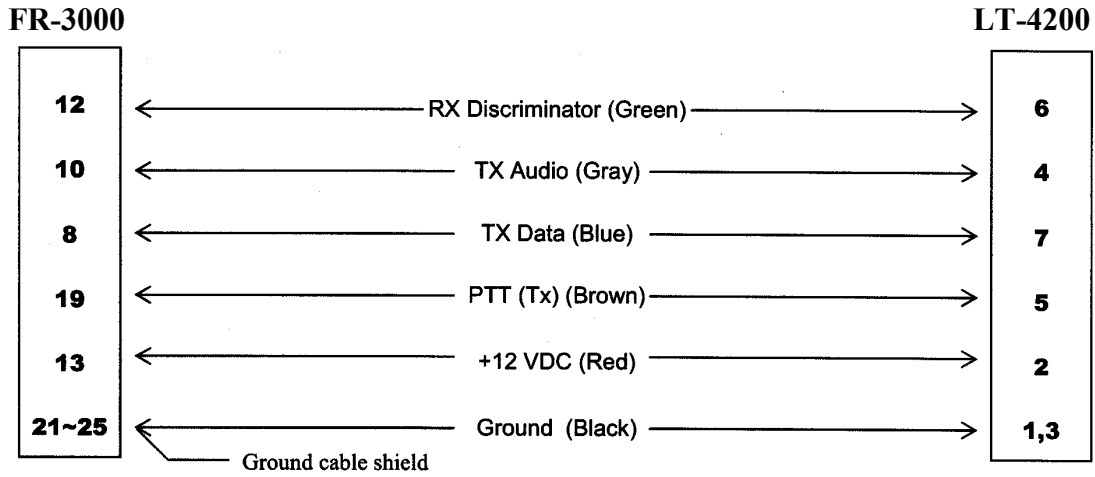 FR-3000 LT-4200
12 RX Discriminator (Green) 6
10 TX Audio (Gray) 4
8 TX Data (Blue) 7
19 PTT (Tx) (Brown) 5
13 +12 VDC (Red) 2
21~25 Ground (Black) 1,3
Ground cable shield